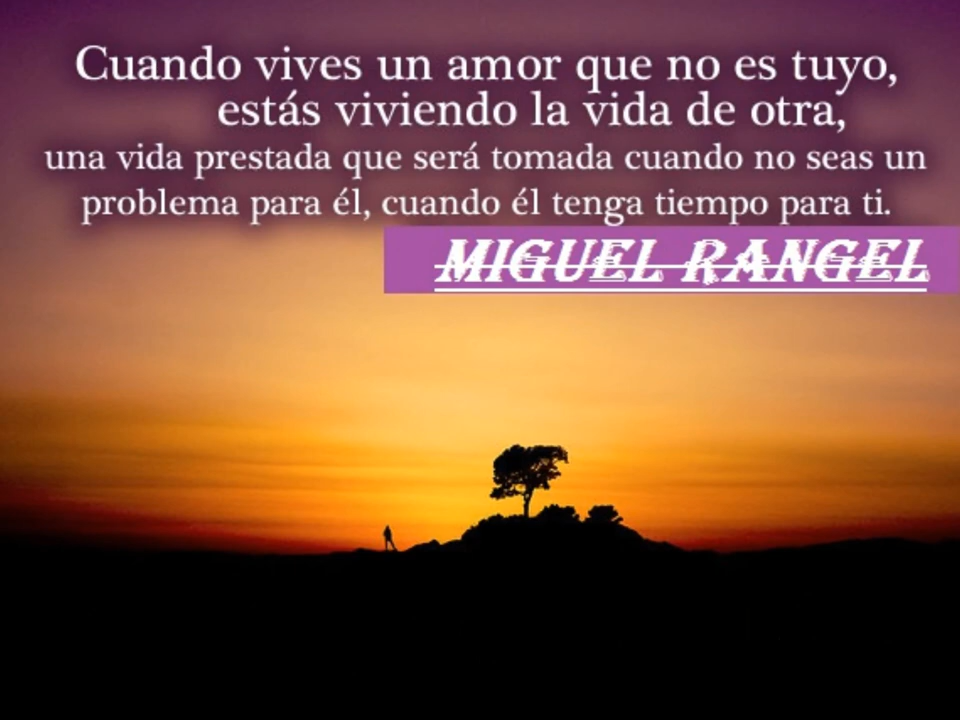 Cuando vives un amor que no es tuyo,
estás viviendo la vida de otra,
una vida prestada que será tomada cuando no seas un
problema para él, cuando él tenga tiempo para ti.
MIGUEL RANGEL